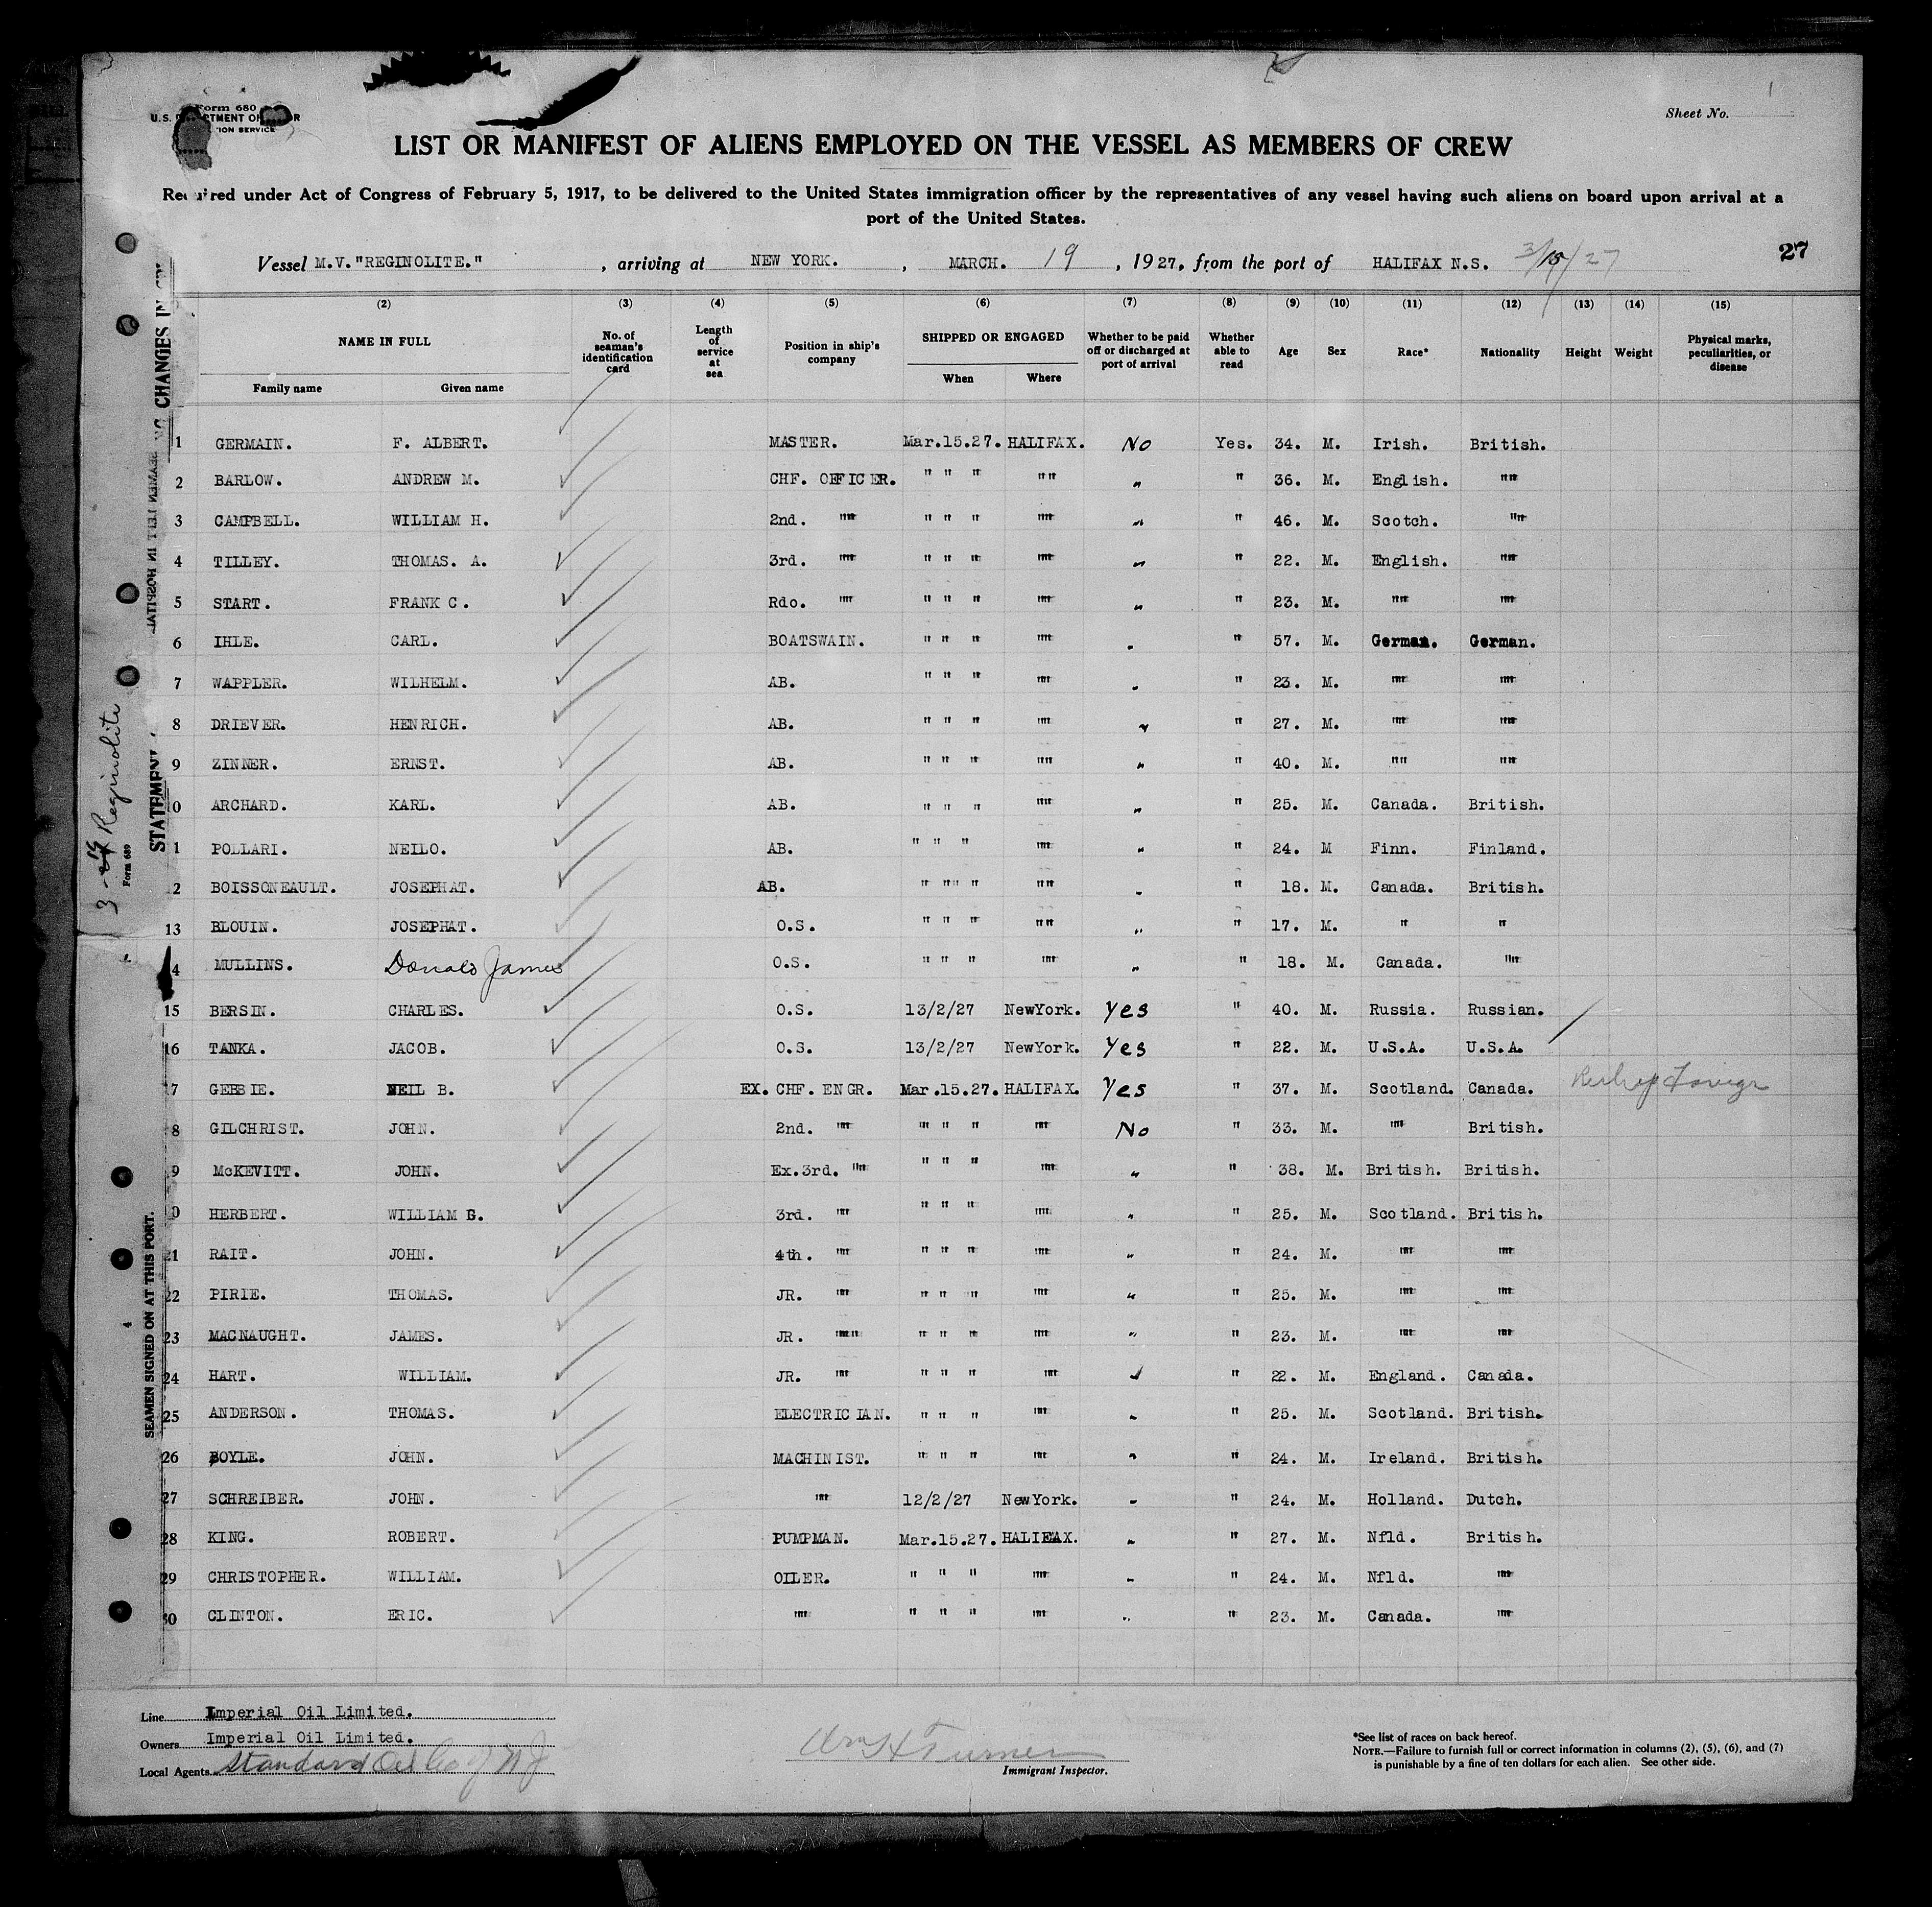 Form 680
U.S. 
ION SERVICE
Sheet No. 1
LIST OR MANIFEST OF ALIENS EMPLOYED ON THE VESSEL AS MEMBERS OF CREW
Required under Act of Congress of February 5, 1917, to be delivered to the United States immigration officer by the representatives of any vessel having such aliens on board upon arrival at a
port of the United States.
Vessel M.V. "REGINOLITE." , arriving at NEW YORK. , MARCH. 19 , 1927, from the port of HALIFAX N.S. 3/15/27 27
(2) (3) (4) (5) (6) (7) (8) (9) (10) (11) (12) (13) (14) (15)
NAME IN FULL Family name Given name No. of seaman's identification card Length of service at sea Position in ship's company SHIPPED OR ENGAGED When Where Whether to be paid off or discharged at port of arrival Whether able to read Age Sex Race* Nationality Height Weight Physical marks, peculiarities, or disease
1 GERMAIN. F. ALBERT. MASTER. Mar.15.27. HALIFAX. No Yes. 34. M. Irish. British.
2 BARLOW. ANDREW M. CHF. OFFICER. " " " "" " " 36. M. English. ""
3 CAMPBELL. WILLIAM H. 2nd. "" " " " "" " " 46. M. Scotch. ""
4 TILLEY. THOMAS. A. 3rd. "" " " " "" " " 22. M. English. ""
5 START. FRANK C. Rdo. "" " " " "" " " 23. M. "" ""
6 IHLE. CARL. BOATSWAIN. " " " "" " " 57. M. German. German.
7 WAPPLER. WILHELM. AB. " " " "" " " 23. M. "" ""
8 DRIEVER. HENRICH. AB. " " " "" " " 27. M. "" ""
9 ZINNER. ERNST. AB. " " " "" " " 40. M. "" ""
0 ARCHARD. KARL. AB. " " " "" " " 25. M. Canada. British.
1 POLLARI. NEILO. AB. " " " "" " " 24. M Finn. Finland.
2 BOISSONEAULT. JOSEPHAT. AB. " "" " "" " " 18. M. Canada. British.
13 BLOUIN. JOSEPHAT. O.S. " " " "" " " 17. M. " "
4 MULLINS. Donald James O.S. " " " "" " " 18. M. Canada. ""
15 BERSIN. CHARLES. O.S. 13/2/27 NewYork. Yes " 40. M. Russia. Russian.
16 TANKA. JACOB. O.S. 13/2/27 NewYork. Yes " 22. M. U.S.A. U.S.A.
7 GEBBIE. NEIL B. EX. CHF. ENGR. Mar.15.27. HALIFAX. Yes " 37. M. Scotland. Canada.
8 GILCHRIST. JOHN. 2nd. "" " " " "" No " 33. M. "" British.
9 McKEVITT. JOHN. Ex.3rd. "" " " " "" " " 38. M. British. British.
0 HERBERT. WILLIAM G. 3rd. "" " " " "" " " 25. M. Scotland. British.
21 RAIT. JOHN. 4th. "" " " " "" " " 24. M. "" ""
22 PIRIE. THOMAS. JR. "" " " " "" " " 25. M. "" ""
23 MACNAUGHT. JAMES. JR. "" " " " "" " " 23. M. "" ""
24 HART. WILLIAM. JR. "" " " " "" " " 22. M. England. Canada.
25 ANDERSON. THOMAS. ELECTRICIAN. " " " "" " " 25. M. Scotland. British.
26 BOYLE. JOHN. MACHINIST. " " " "" " " 24. M. Ireland. British.
27 SCHREIBER. JOHN. "" 12/2/27 NewYork. " " 24. M. Holland. Dutch.
28 KING. ROBERT. PUMPMAN. Mar.15.27. HALIFAX. " " 27. M. Nfld. British.
29 CHRISTOPHER. WILLIAM. OILER. " " " "" " " 24. M. Nfld. ""
30 CLINTON. ERIC. "" " " " "" " " 23. M. Canada. ""
Line Imperial Oil Limited.
Owners Imperial Oil Limited.
Local Agents Standard Oil Co of N J
Wm H Turner
Immigrant Inspector.
*See list of races on back hereof.
NOTE.—Failure to furnish full or correct information in columns (2), (5), (6), and (7)
is punishable by a fine of ten dollars for each alien. See other side.
CHANGES IN
STATEMENT
Reginolite
Form 689
SEAMEN SIGNED ON AT THIS PORT.